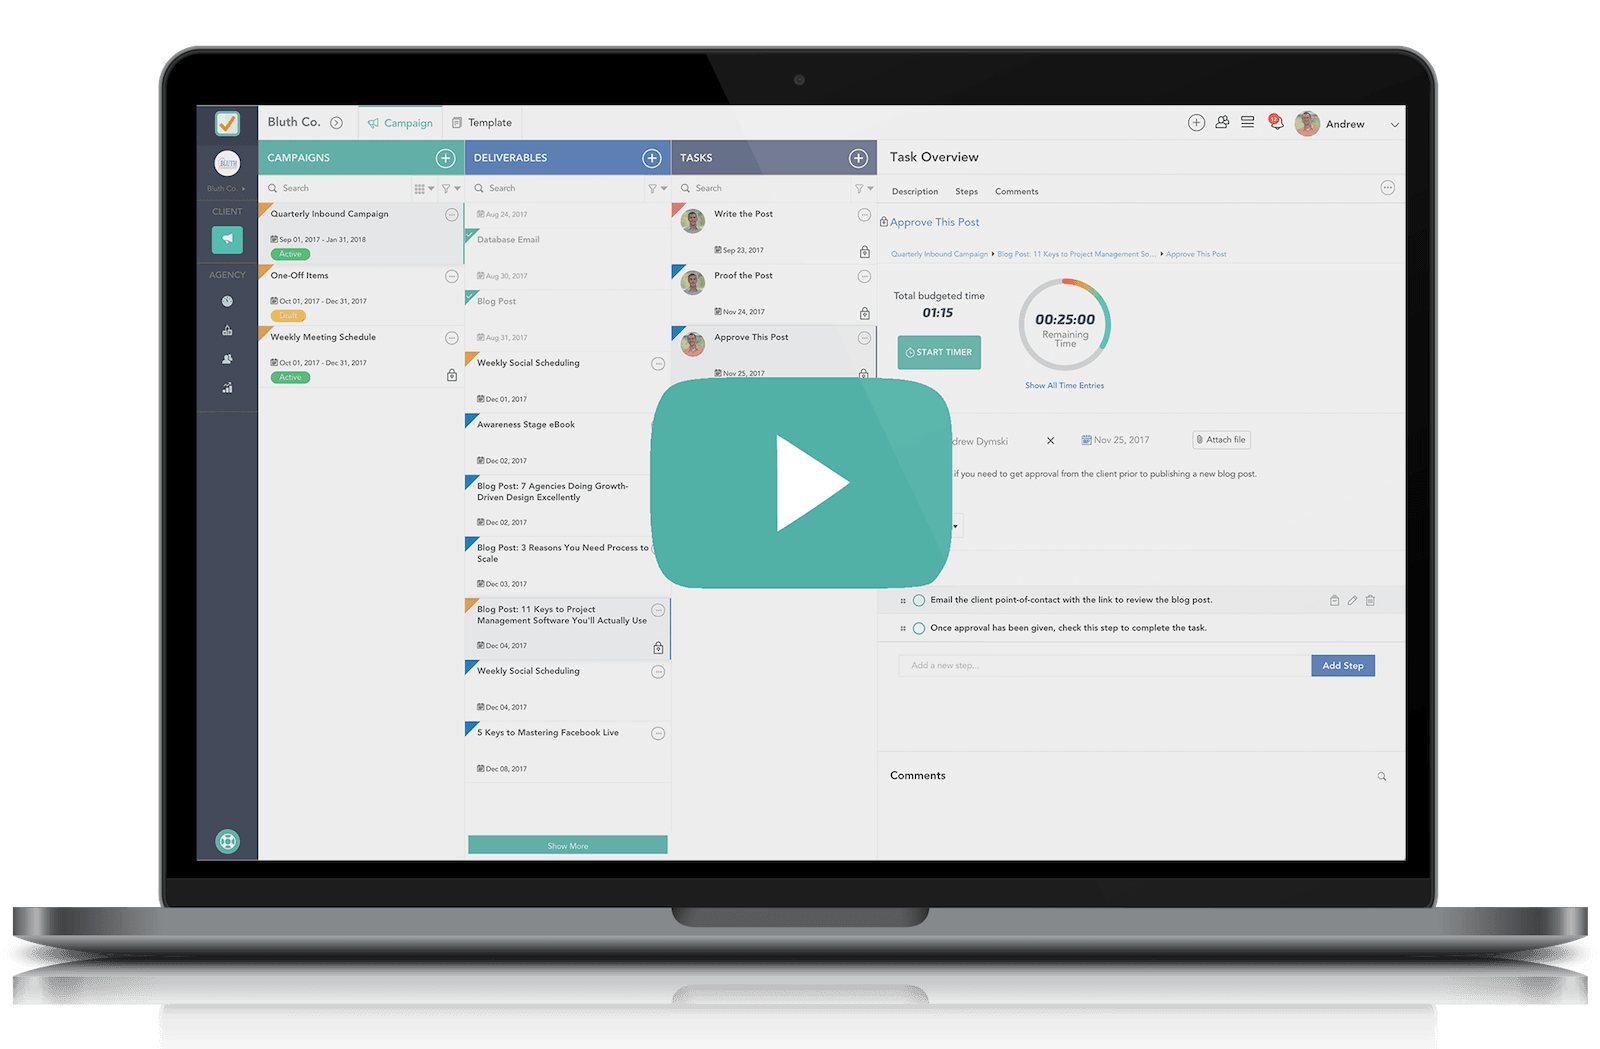 Bluth Co.
Campaign
Template
12
Andrew
BLUTH
Bluth Co.
CLIENT
AGENCY
CAMPAIGNS
Search
Quarterly Inbound Campaign
Sep 01, 2017 - Jan 31, 2018
Active
One-Off Items
Oct 01, 2017 - Dec 31, 2017
Draft
Weekly Meeting Schedule
Oct 01, 2017 - Dec 31, 2017
Active
DELIVERABLES
Search
Aug 24, 2017
Database Email
Aug 30, 2017
Blog Post
Aug 31, 2017
Weekly Social Scheduling
Dec 01, 2017
Awareness Stage eBook
Dec 02, 2017
Blog Post: 7 Agencies Doing Growth-
Driven Design Excellently
Dec 02, 2017
Blog Post: 3 Reasons You Need Process to
Scale
Dec 03, 2017
Blog Post: 11 Keys to Project
Management Software You'll Actually Use
Dec 04, 2017
Weekly Social Scheduling
Dec 04, 2017
5 Keys to Mastering Facebook Live
Dec 08, 2017
Show More
TASKS
Search
Write the Post
Sep 23, 2017
Proof the Post
Nov 24, 2017
Approve This Post
Nov 25, 2017
Task Overview
Description Steps Comments
Approve This Post
Quarterly Inbound Campaign Blog Post: 11 Keys to Project Management So... Approve This Post
Total budgeted time
01:15
START TIMER
00:25:00
Remaining
Time
Show All Time Entries
drew Dymski
Nov 25, 2017
Attach file
if you need to get approval from the client prior to publishing a new blog post.
Email the client point-of-contact with the link to review the blog post.
Once approval has been given, check this step to complete the task.
Add a new step...
Add Step
Comments